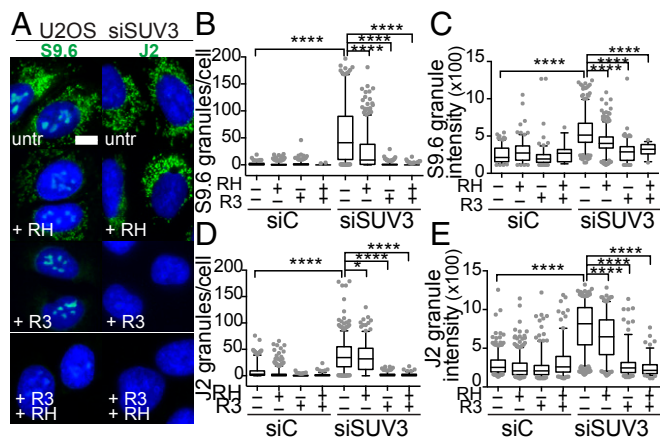 A
U2OS siSUV3
S9.6 J2
untr untr
+ RH + RH
+ R3 + R3
+ R3 + R3
+ RH + RH
B
S9.6 granules/cell
200
150
100
50
0
****
****
****
****
RH − + − + − + − +
R3 − − + + − − + +
siC siSUV3
C
S9.6 granule
intensity (x100)
15
10
5
0
****
****
****
****
RH − + − + − + − +
R3 − − + + − − + +
siC siSUV3
D
J2 granules/cell
200
150
100
50
0
****
****
****
*
RH − + − + − + − +
R3 − − + + − − + +
siC siSUV3
E
J2 granule
intensity (x100)
15
10
5
0
****
****
****
****
RH − + − + − + − +
R3 − − + + − − + +
siC siSUV3